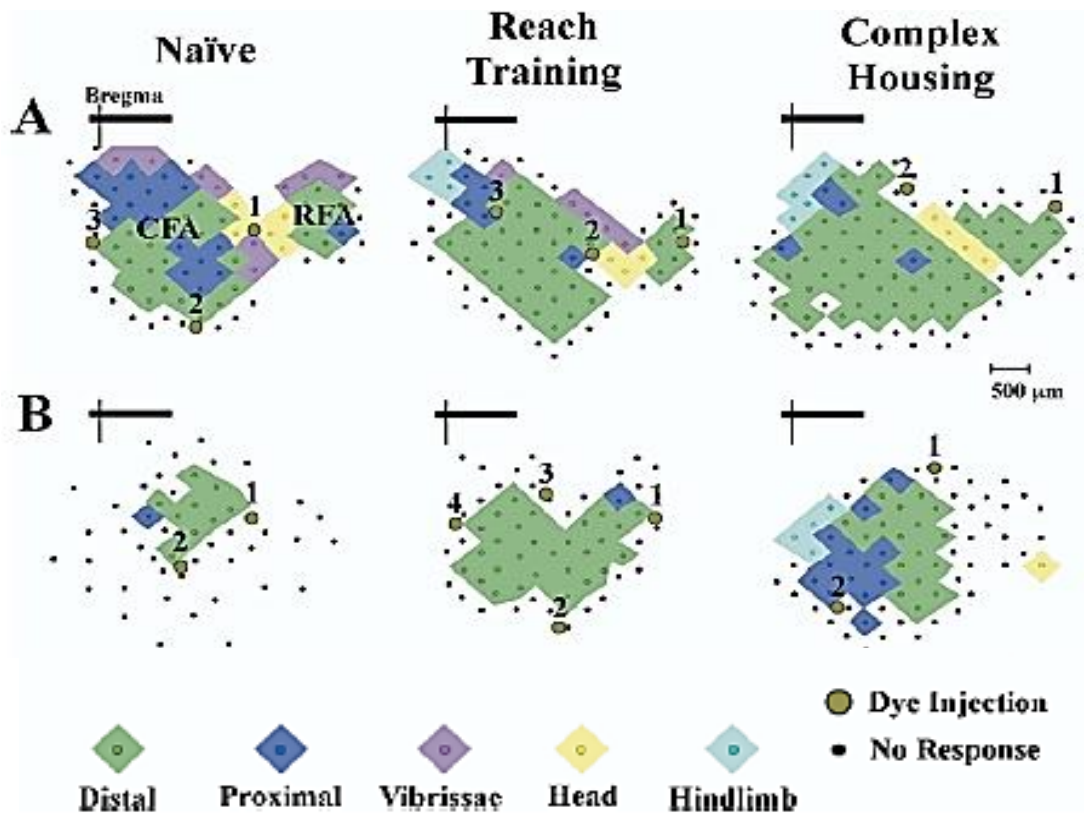 Naïve
Reach
Training
Complex
Housing
A
Bregma
3
CFA
1
RFA
2
3
2
1
2
1
500 µm
B
1
2
4
3
1
2
1
2
Dye Injection
No Response
Distal
Proximal
Vibrissae
Head
Hindlimb